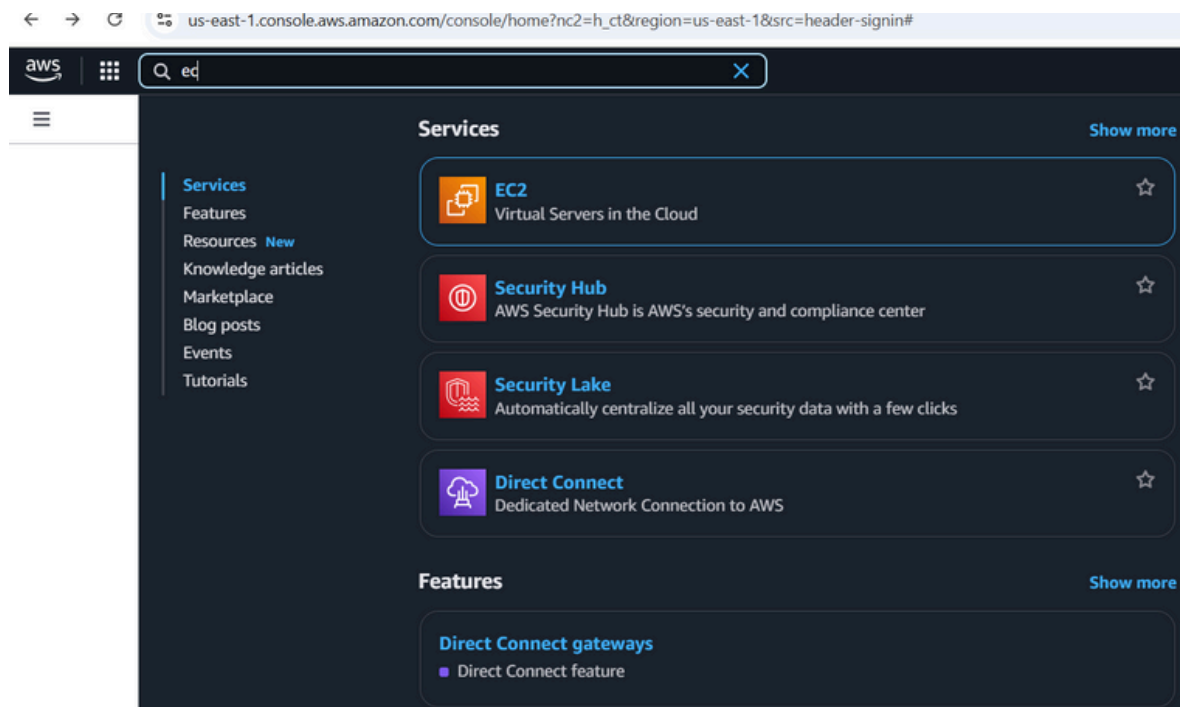 us-east-1.console.aws.amazon.com/console/home?nc2=h_ct&region=us-east-1&src=header-signin#
aws
ec
Services
Show more
Services
Features
Resources New
Knowledge articles
Marketplace
Blog posts
Events
Tutorials
EC2
Virtual Servers in the Cloud
Security Hub
AWS Security Hub is AWS's security and compliance center
Security Lake
Automatically centralize all your security data with a few clicks
Direct Connect
Dedicated Network Connection to AWS
Features
Show more
Direct Connect gateways
Direct Connect feature